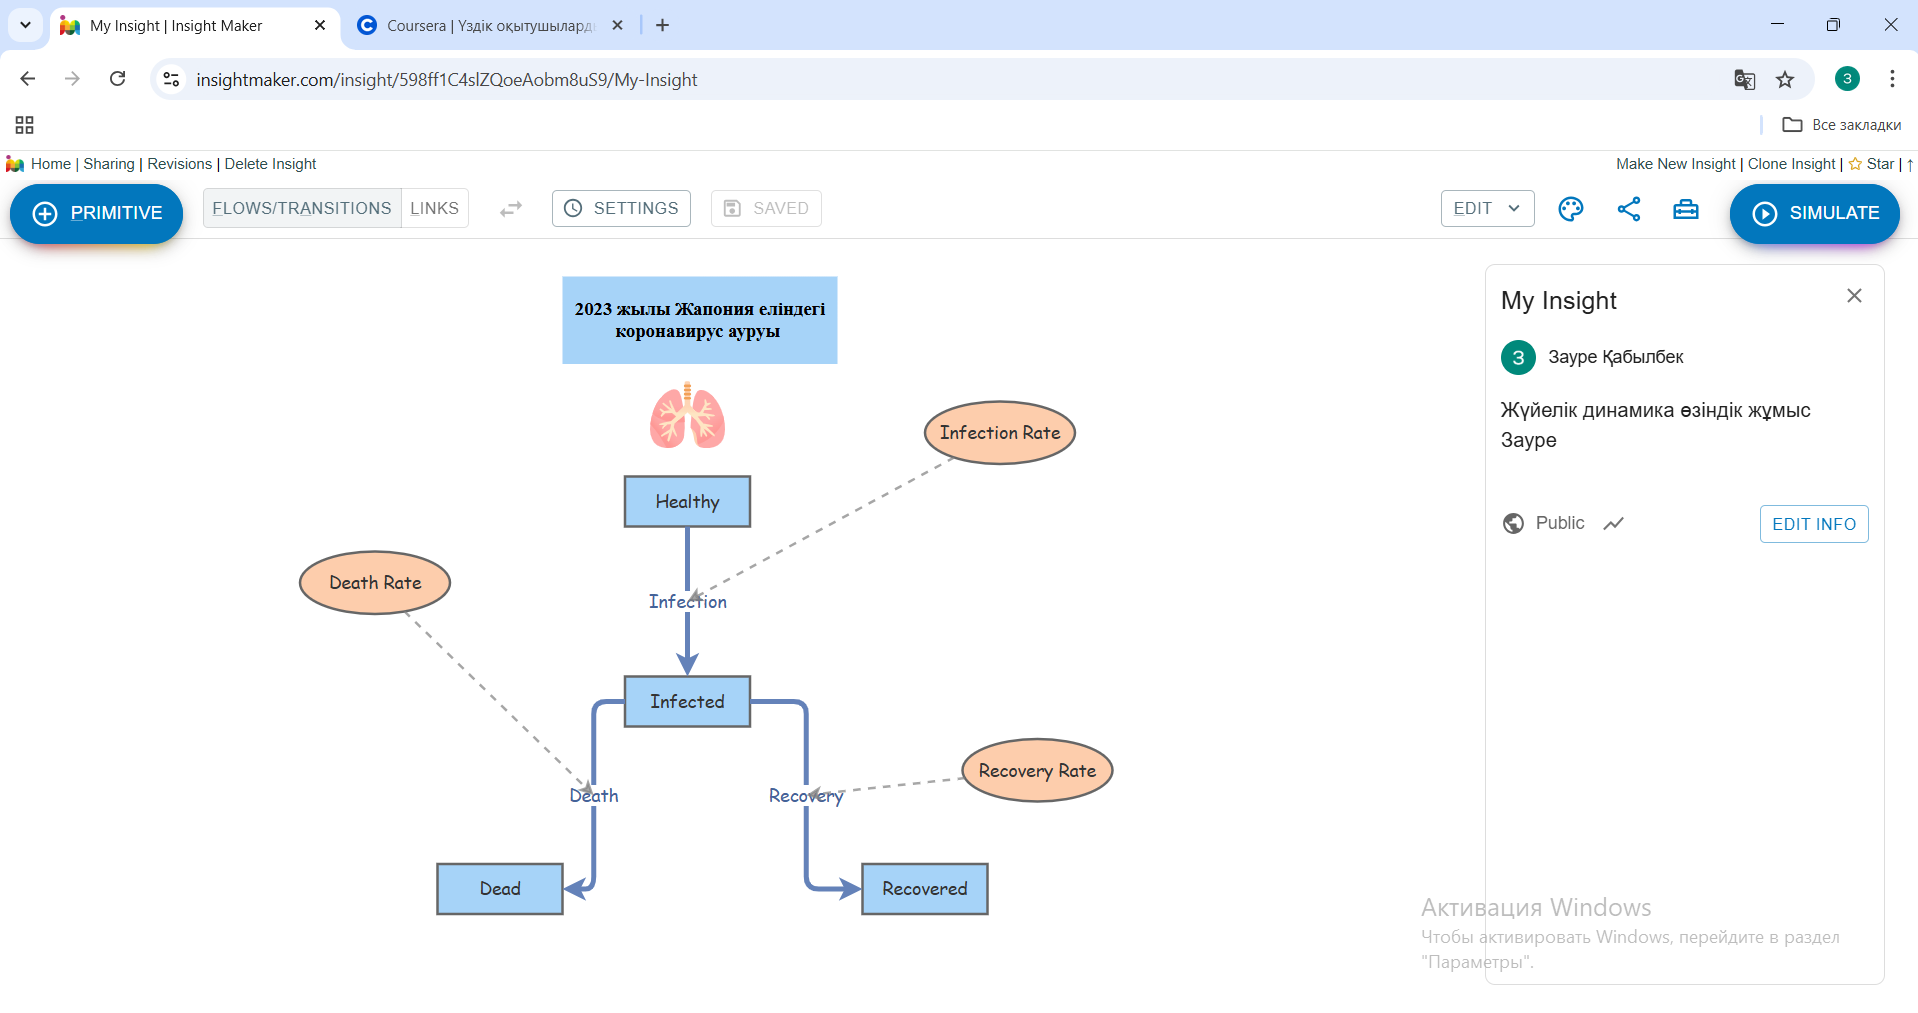 My Insight | Insight Maker
Coursera | Үздік оқытушылард
insightmaker.com/insight/598ff1C4slZQoeAobm8uS9/My-Insight
З
Все закладки
Home | Sharing | Revisions | Delete Insight
Make New Insight | Clone Insight | Star | ↑
PRIMITIVE
FLOWS/TRANSITIONS
LINKS
SETTINGS
SAVED
EDIT
SIMULATE
2023 жылы Жапония еліндегі
коронавирус ауруы
My Insight
З
Зауре Қабылбек
Жүйелік динамика өзіндік жұмыс
Зауре
Public
EDIT INFO
Infection Rate
Healthy
Death Rate
Infection
Infected
Recovery Rate
Death
Recovery
Dead
Recovered
Активация Windows
Чтобы активировать Windows, перейдите в раздел
"Параметры".